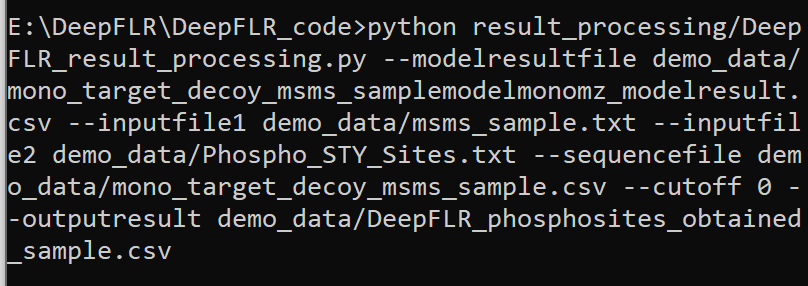 E:\DeepFLR\DeepFLR_code>python result_processing/Deep
FLR_result_processing.py --modelresultfile demo_data/
mono_target_decoy_msms_samplemodelmonomz_modelresult.
csv --inputfile1 demo_data/msms_sample.txt --inputfil
e2 demo_data/Phospho_STY_Sites.txt --sequencefile dem
o_data/mono_target_decoy_msms_sample.csv --cutoff 0 -
-outputresult demo_data/DeepFLR_phosphosites_obtained
_sample.csv